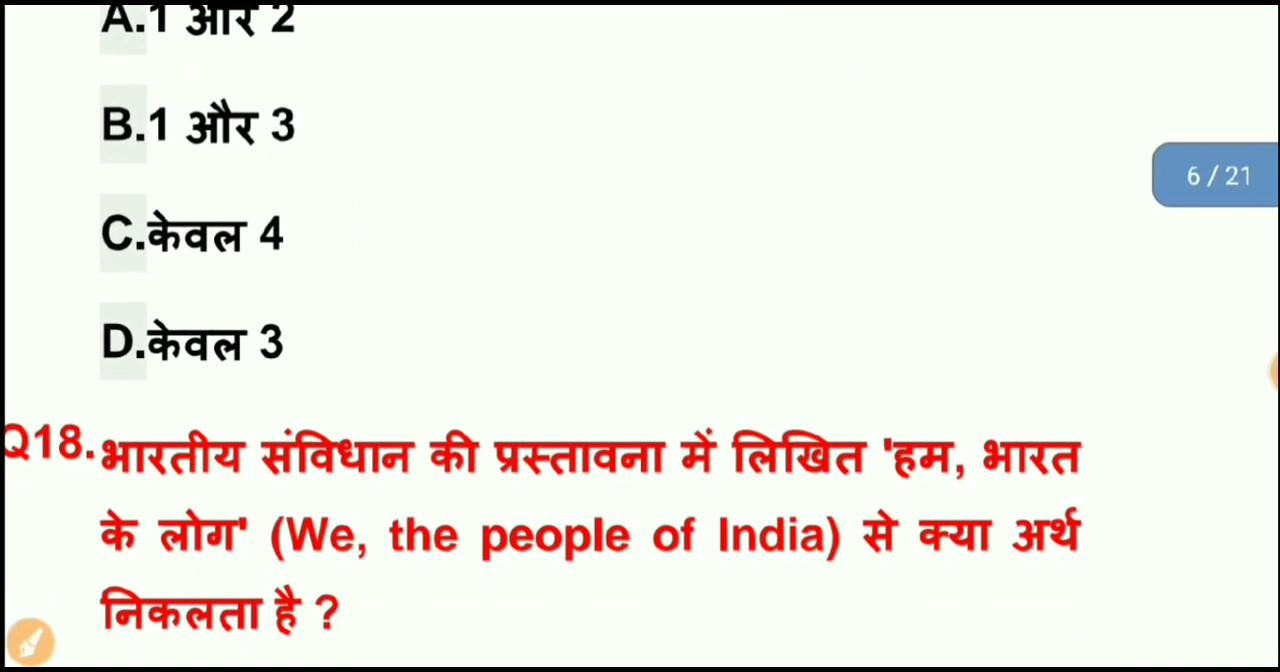 A.1 और 2
B.1 और 3
6 / 21
C.केवल 4
D.केवल 3
Q18. भारतीय संविधान की प्रस्तावना में लिखित 'हम, भारत
के लोग' (We, the people of India) से क्या अर्थ
निकलता है ?